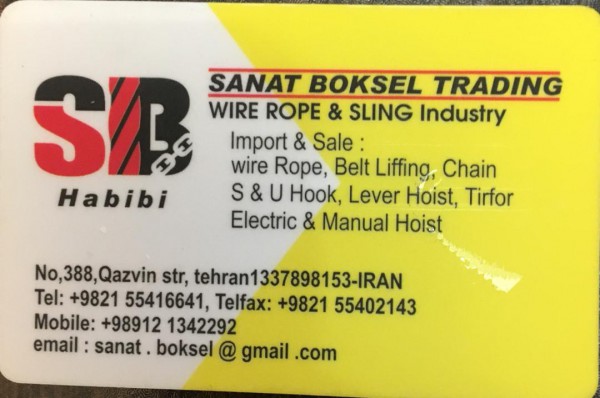 SB
Habibi
SANAT BOKSEL TRADING
WIRE ROPE & SLING Industry
Import & Sale :
wire Rope, Belt Liffing, Chain
S & U Hook, Lever Hoist, Tirfor
Electric & Manual Hoist
No,388,Qazvin str, tehran1337898153-IRAN
Tel: +9821 55416641, Telfax: +9821 55402143
Mobile: +98912 1342292
email : sanat . boksel @ gmail .com